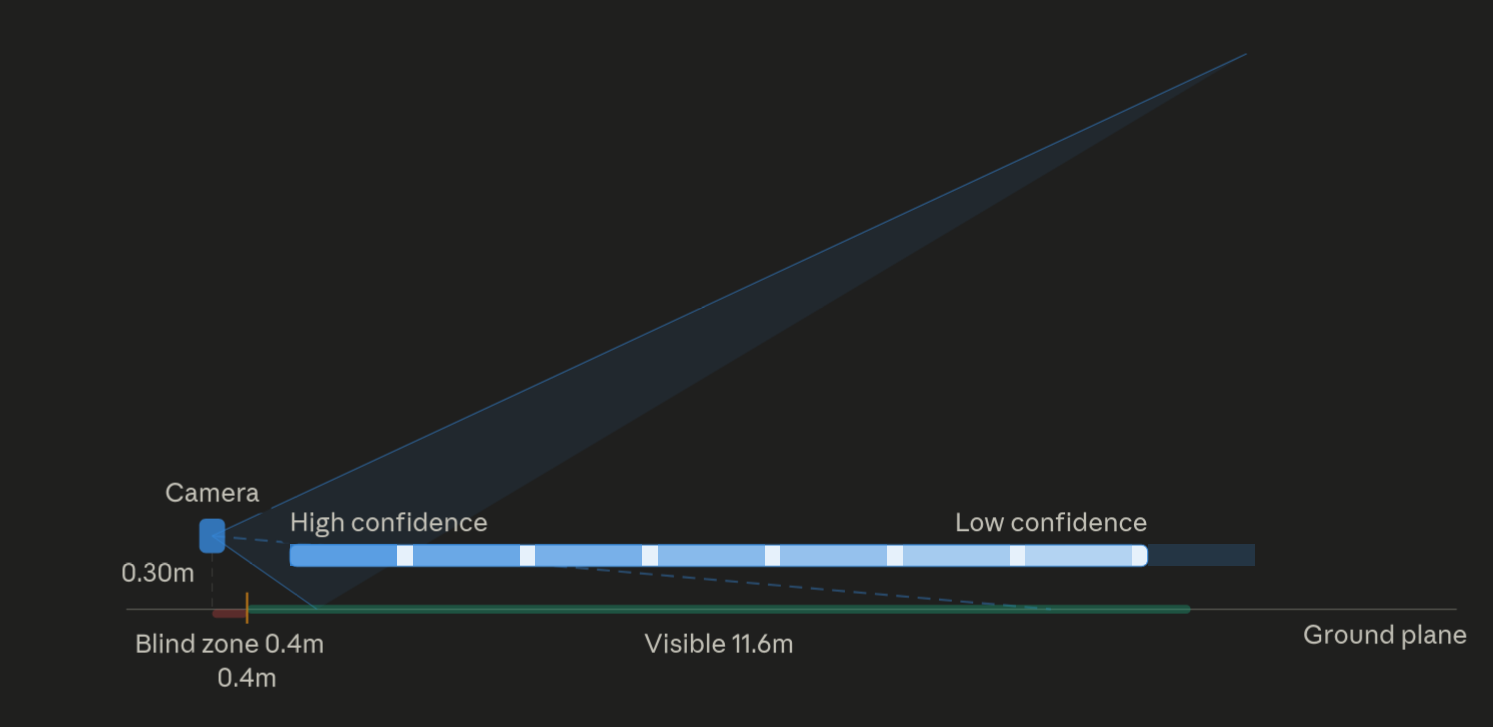 Camera
High confidence
Low confidence
0.30m
Blind zone 0.4m
Visible 11.6m
Ground plane
0.4m